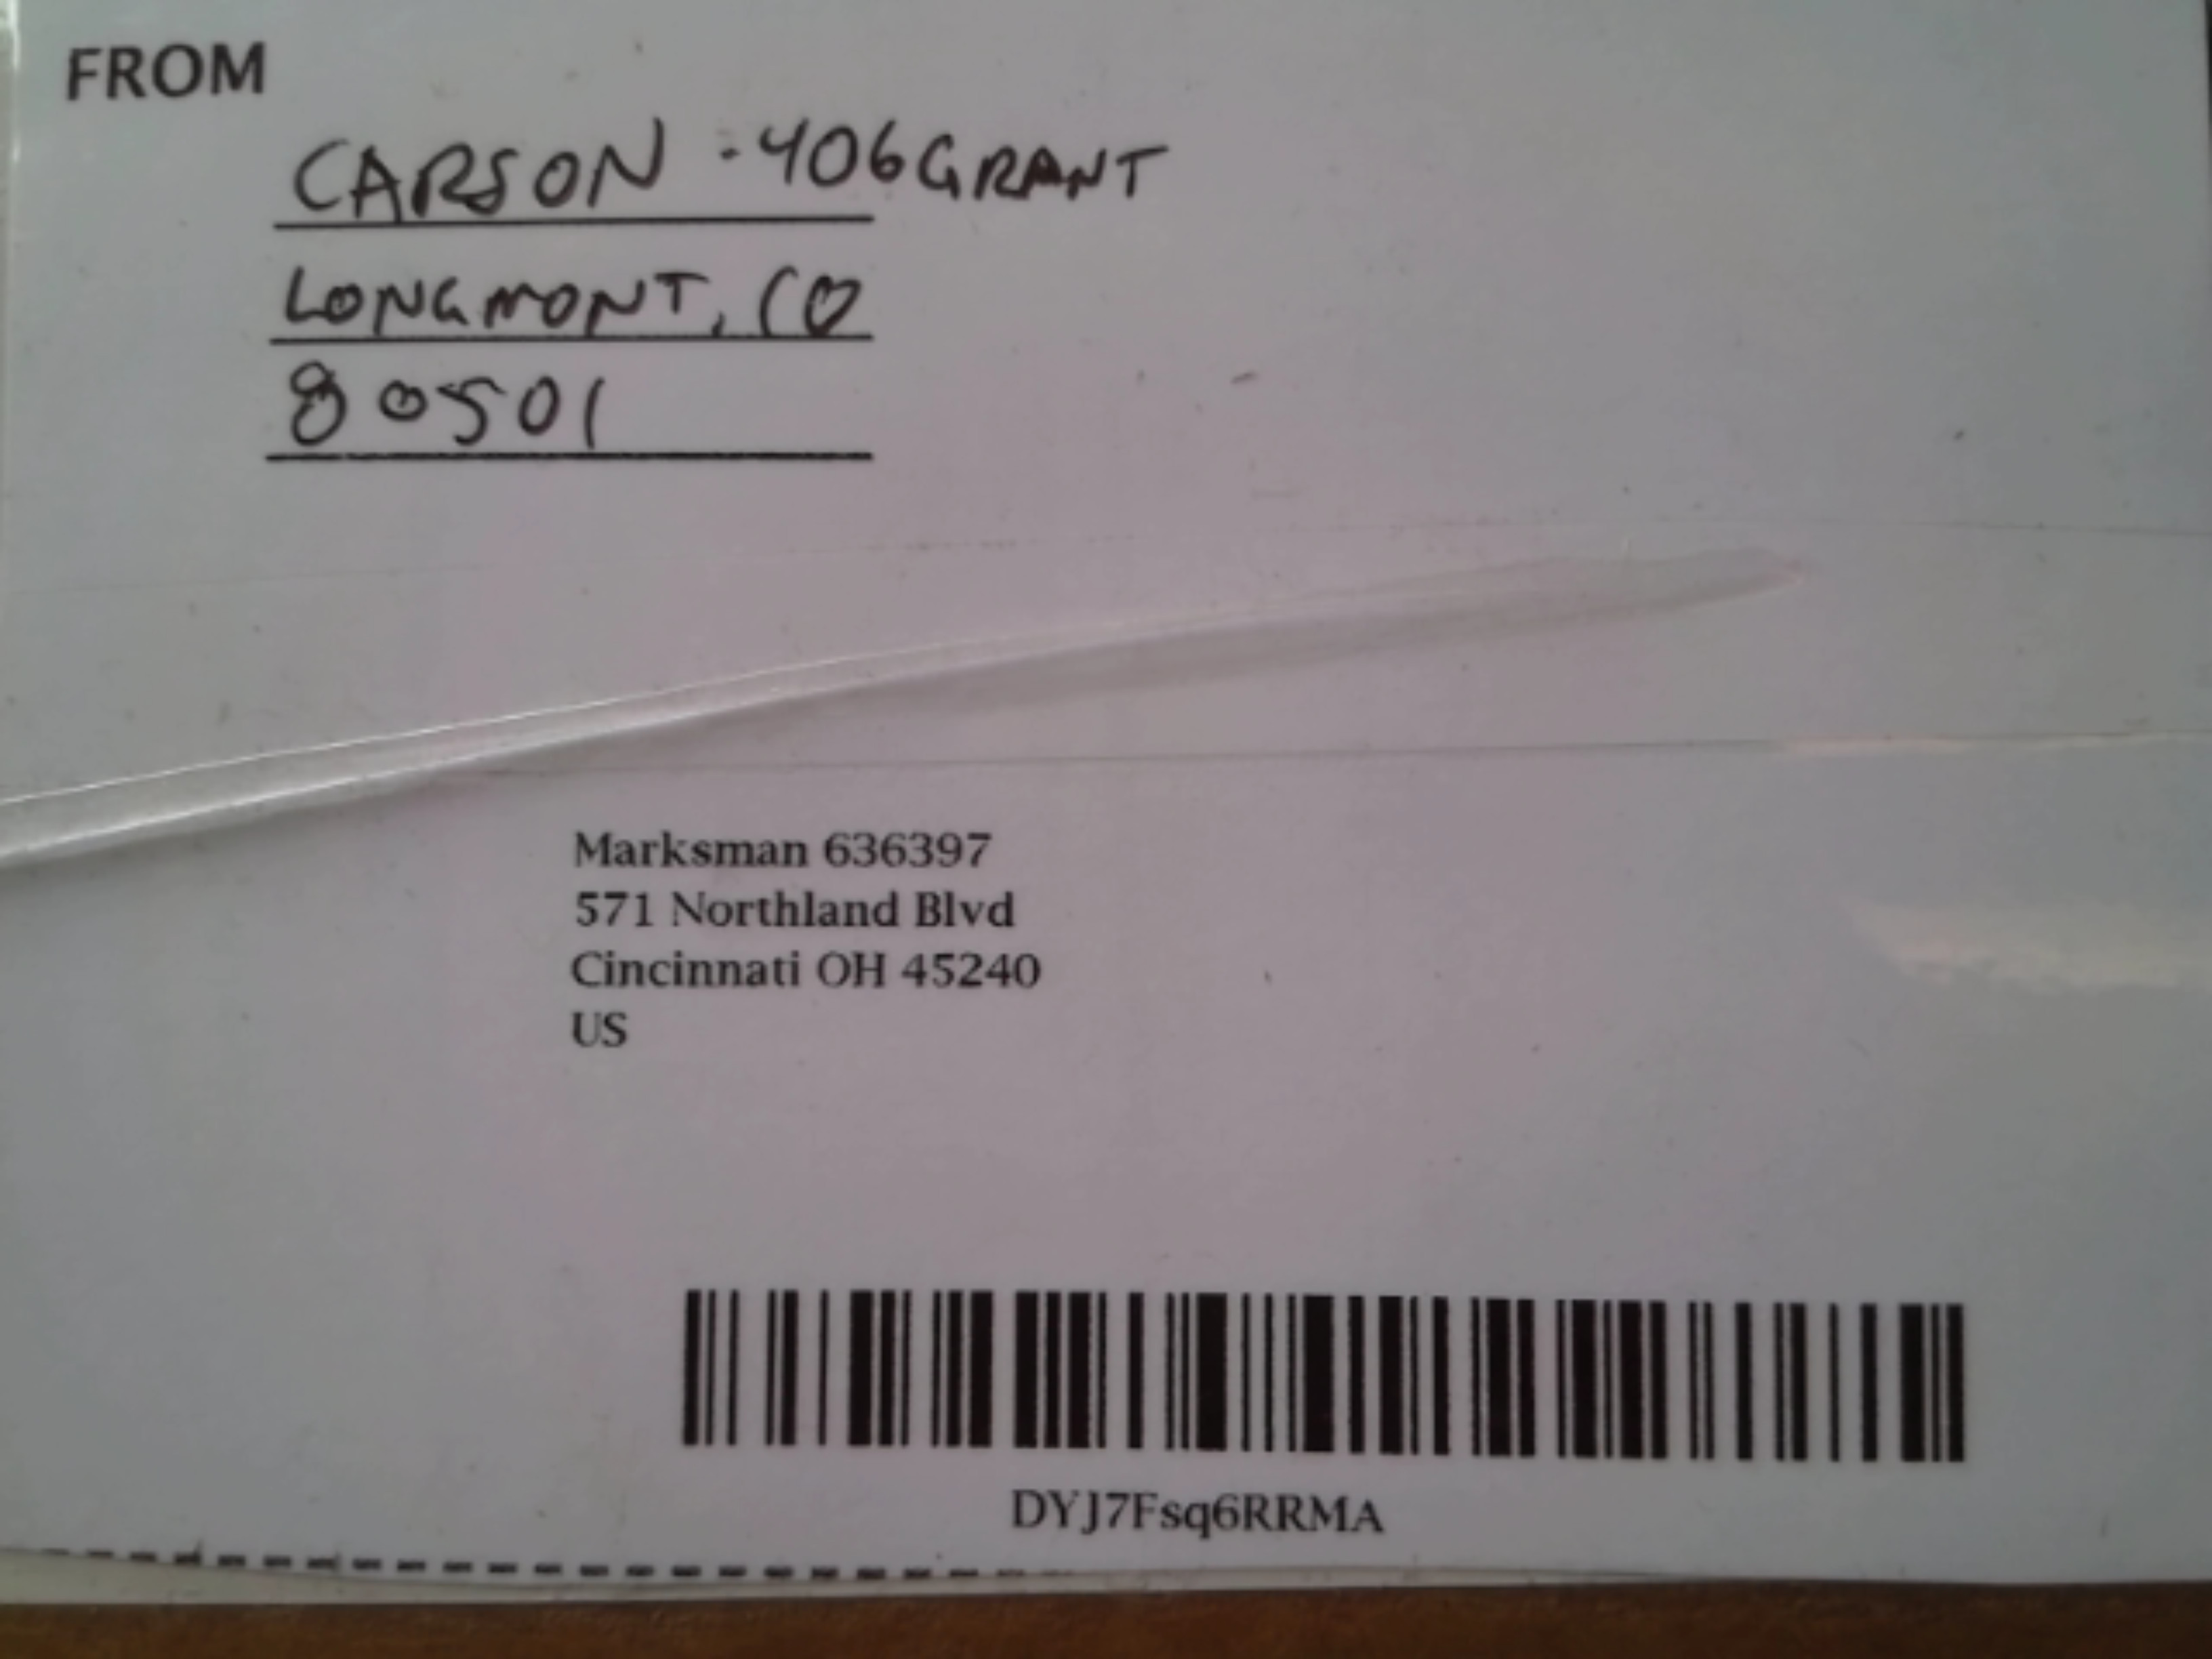 FROM
CARSON - 406 GRANT
LONGMONT, CO
80501
Marksman 636397
571 Northland Blvd
Cincinnati OH 45240
US
DYJ7Fsq6RRMA